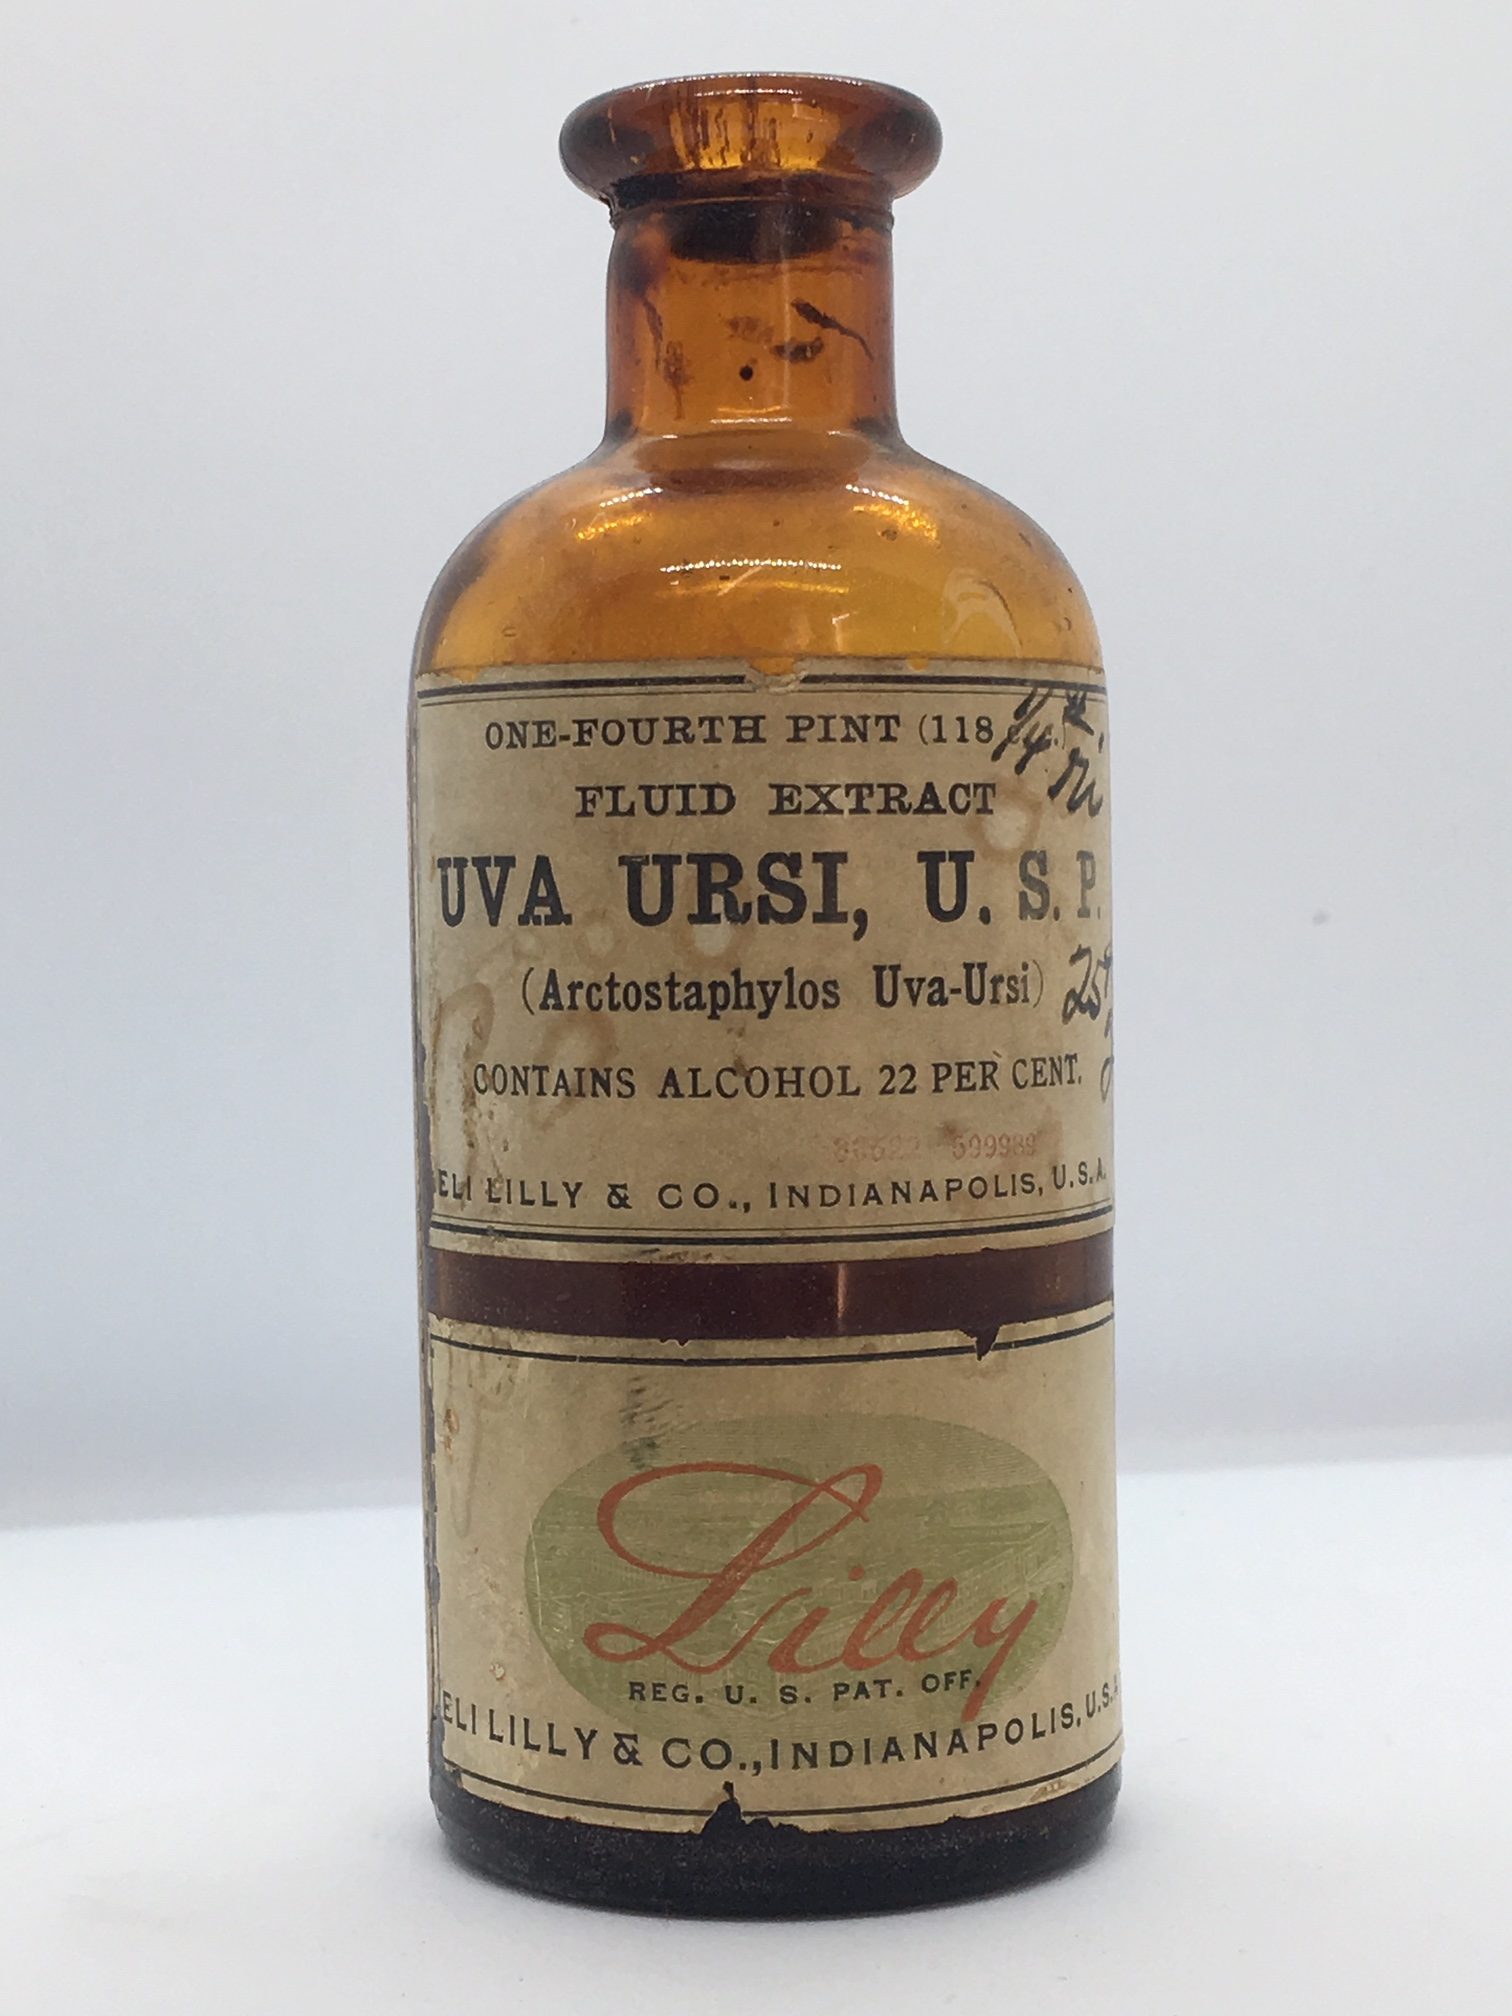 ONE-FOURTH PINT (118
FLUID EXTRACT
UVA URSI, U. S. P.
(Arctostaphylos Uva-Ursi)
CONTAINS ALCOHOL 22 PER CENT.
599989
ELI LILLY & CO., INDIANAPOLIS, U.S.A.
Lilly
REG. U. S. PAT. OFF.
ELI LILLY & CO., INDIANAPOLIS, U.S.A.